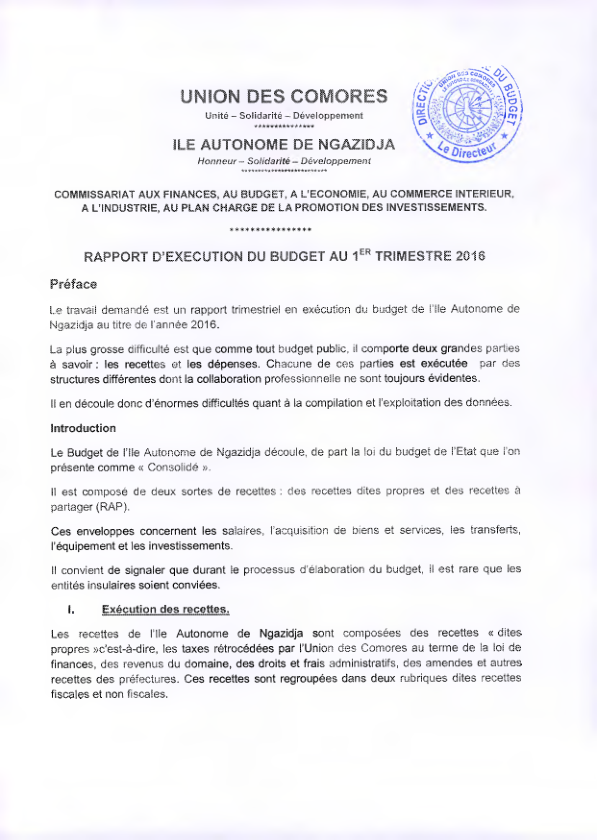 UNION DES COMORES
Unité – Solidarité – Développement
***************
ILE AUTONOME DE NGAZIDJA
Honneur – Solidarité – Développement
**********************
DU BUDGET
UNION DES COMORES
Le Directeur
COMMISSARIAT AUX FINANCES, AU BUDGET, A L'ECONOMIE, AU COMMERCE INTERIEUR,
A L'INDUSTRIE, AU PLAN CHARGE DE LA PROMOTION DES INVESTISSEMENTS.
****************
RAPPORT D'EXECUTION DU BUDGET AU 1ER TRIMESTRE 2016
Préface
Le travail demandé est un rapport trimestriel en exécution du budget de l'Ile Autonome de
Ngazidja au titre de l'année 2016.
La plus grosse difficulté est que comme tout budget public, il comporte deux grandes parties
à savoir : les recettes et les dépenses. Chacune de ces parties est exécutée par des
structures différentes dont la collaboration professionnelle ne sont toujours évidentes.
Il en découle donc d'énormes difficultés quant à la compilation et l'exploitation des données.
Introduction
Le Budget de l'Ile Autonome de Ngazidja découle, de part la loi du budget de l'Etat que l'on
présente comme « Consolidé ».
Il est composé de deux sortes de recettes : des recettes dites propres et des recettes à
partager (RAP).
Ces enveloppes concernent les salaires, l'acquisition de biens et services, les transferts,
l'équipement et les investissements.
Il convient de signaler que durant le processus d'élaboration du budget, il est rare que les
entités insulaires soient conviées.
I. Exécution des recettes.
Les recettes de l'Ile Autonome de Ngazidja sont composées des recettes « dites
propres »c'est-à-dire, les taxes rétrocédées par l'Union des Comores au terme de la loi de
finances, des revenus du domaine, des droits et frais administratifs, des amendes et autres
recettes des préfectures. Ces recettes sont regroupées dans deux rubriques dites recettes
fiscales et non fiscales.